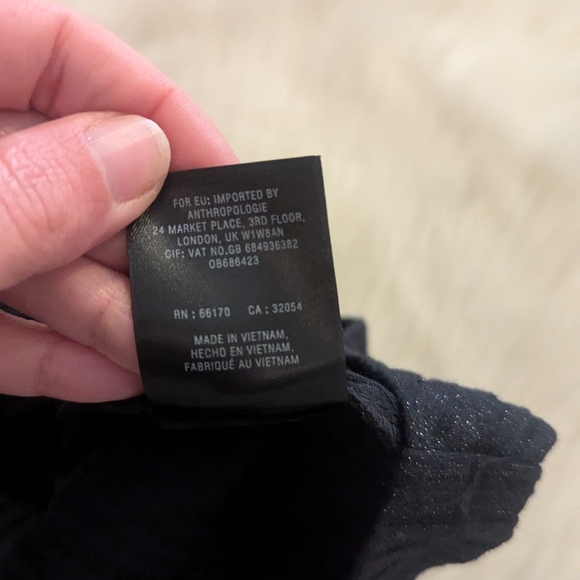 FOR EU: IMPORTED BY
ANTHROPOLOGIE
24 MARKET PLACE, 3RD FLOOR,
LONDON, UK W1W8AN
CIF: VAT NO.GB 684936382
OB686423
RN : 66170 CA : 32054
MADE IN VIETNAM,
HECHO EN VIETNAM,
FABRIQUÉ AU VIETNAM